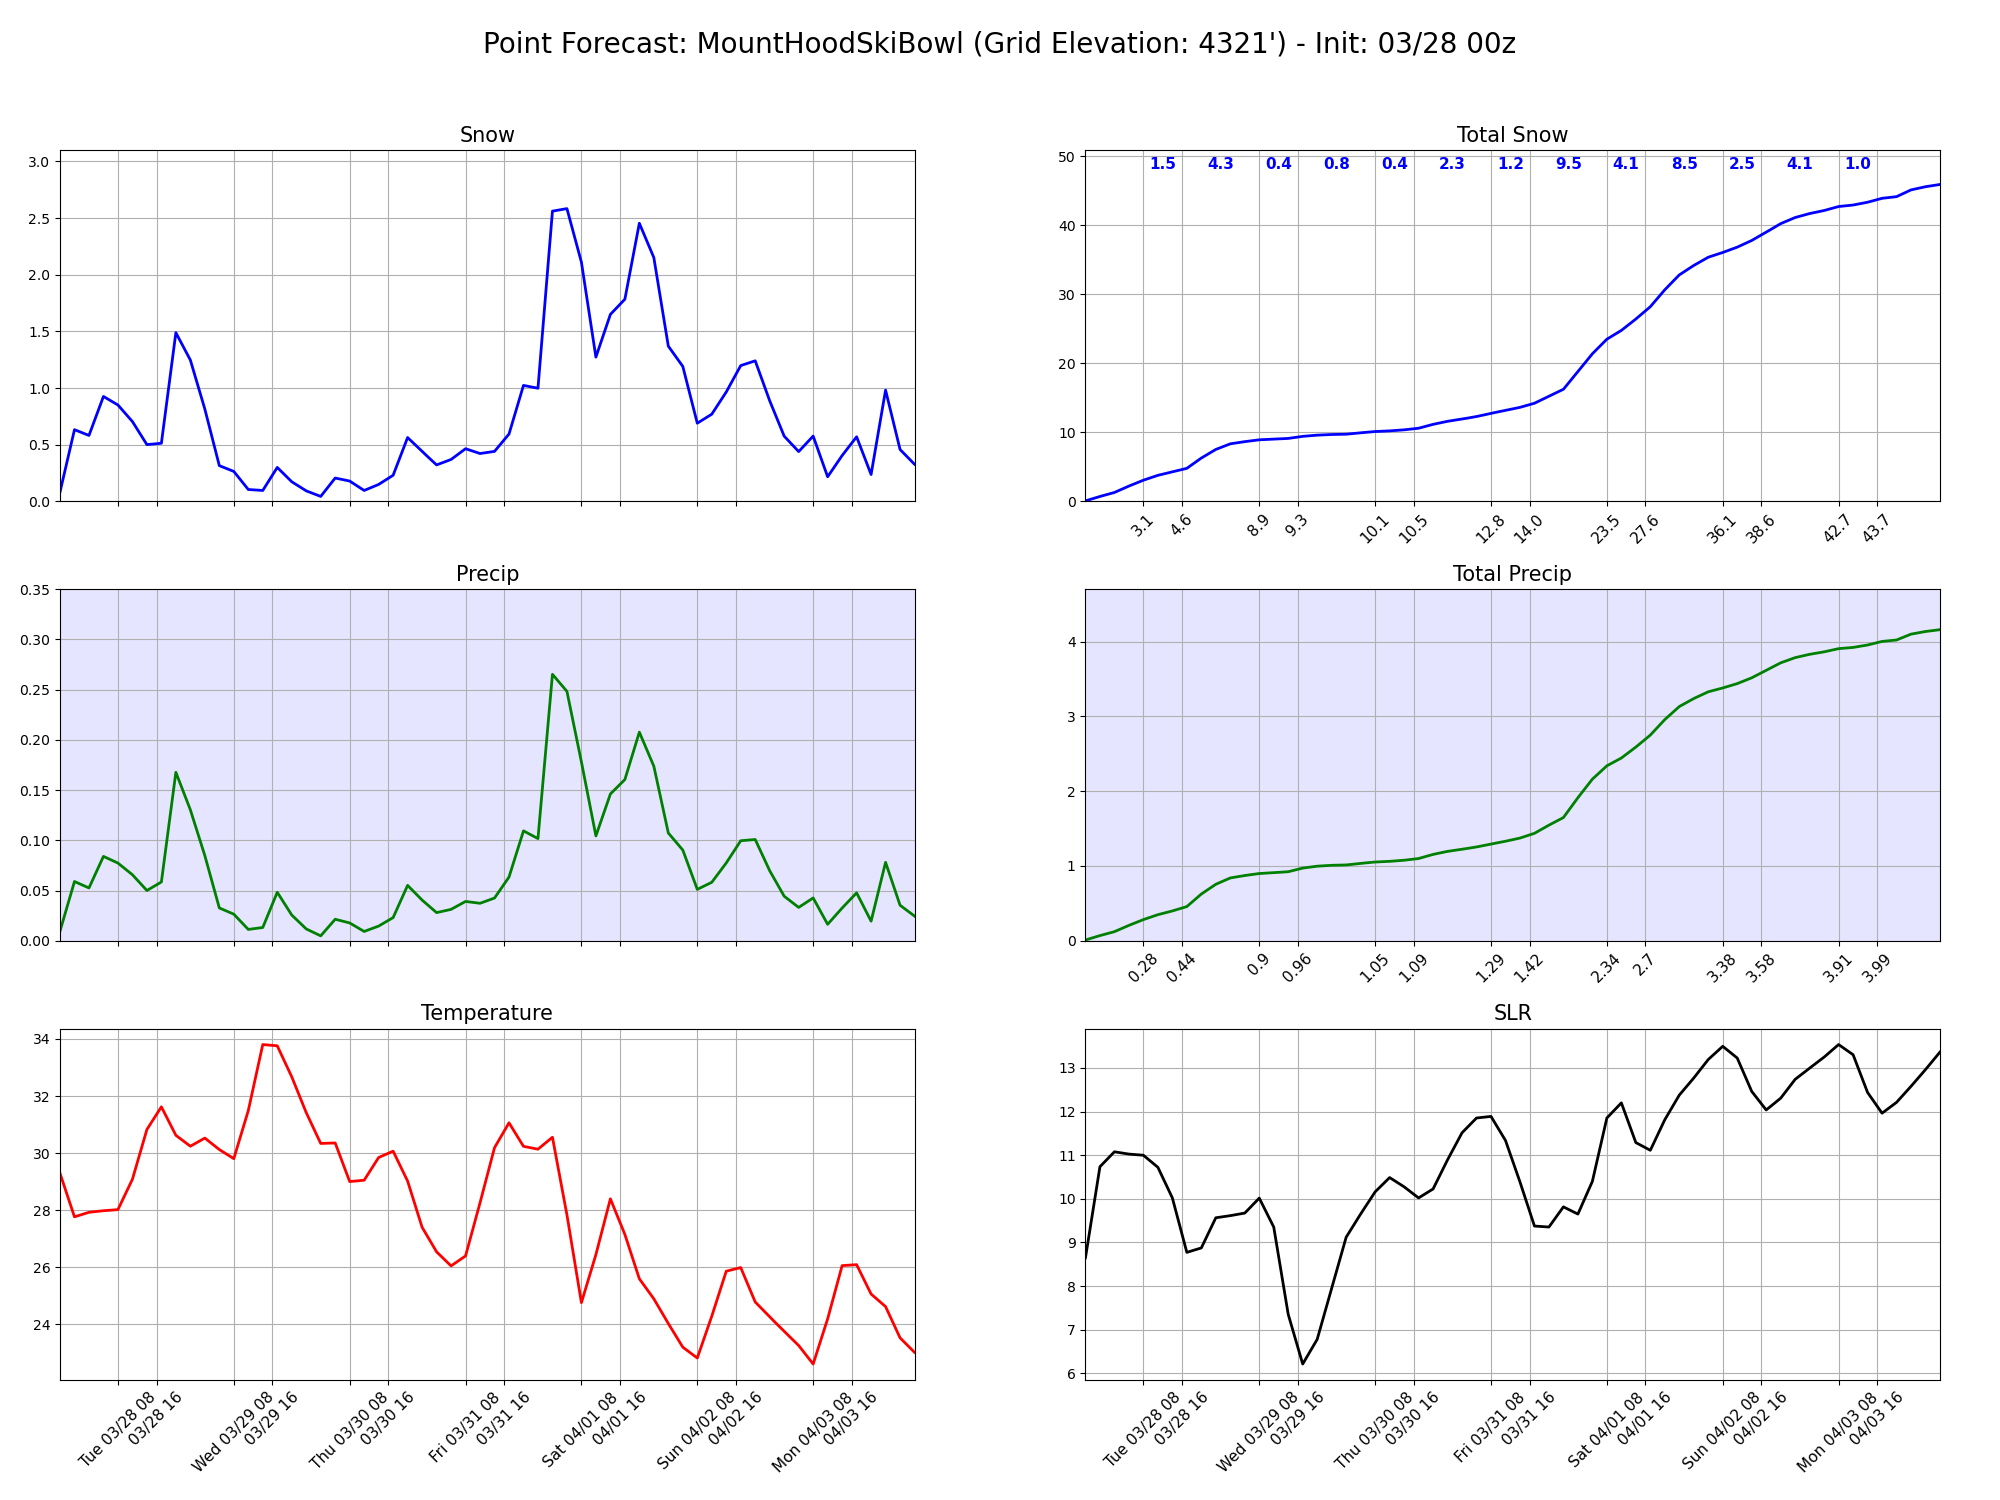 Point Forecast: MountHoodSkiBowl (Grid Elevation: 4321') - Init: 03/28 00z
Snow
3.0
2.5
2.0
1.5
1.0
0.5
0.0
Total Snow
1.5 4.3 0.4 0.8 0.4 2.3 1.2 9.5 4.1 8.5 2.5 4.1 1.0
50
40
30
20
10
0
3.1 4.6 8.9 9.3 10.1 10.5 12.8 14.0 23.5 27.6 36.1 38.6 42.7 43.7
Precip
0.35
0.30
0.25
0.20
0.15
0.10
0.05
0.00
Total Precip
4
3
2
1
0
0.28 0.44 0.9 0.96 1.05 1.09 1.29 1.42 2.34 2.7 3.38 3.58 3.91 3.99
Temperature
34
32
30
28
26
24
Tue 03/28 08
03/28 16
Wed 03/29 08
03/29 16
Thu 03/30 08
03/30 16
Fri 03/31 08
03/31 16
Sat 04/01 08
04/01 16
Sun 04/02 08
04/02 16
Mon 04/03 08
04/03 16
SLR
13
12
11
10
9
8
7
6
Tue 03/28 08
03/28 16
Wed 03/29 08
03/29 16
Thu 03/30 08
03/30 16
Fri 03/31 08
03/31 16
Sat 04/01 08
04/01 16
Sun 04/02 08
04/02 16
Mon 04/03 08
04/03 16